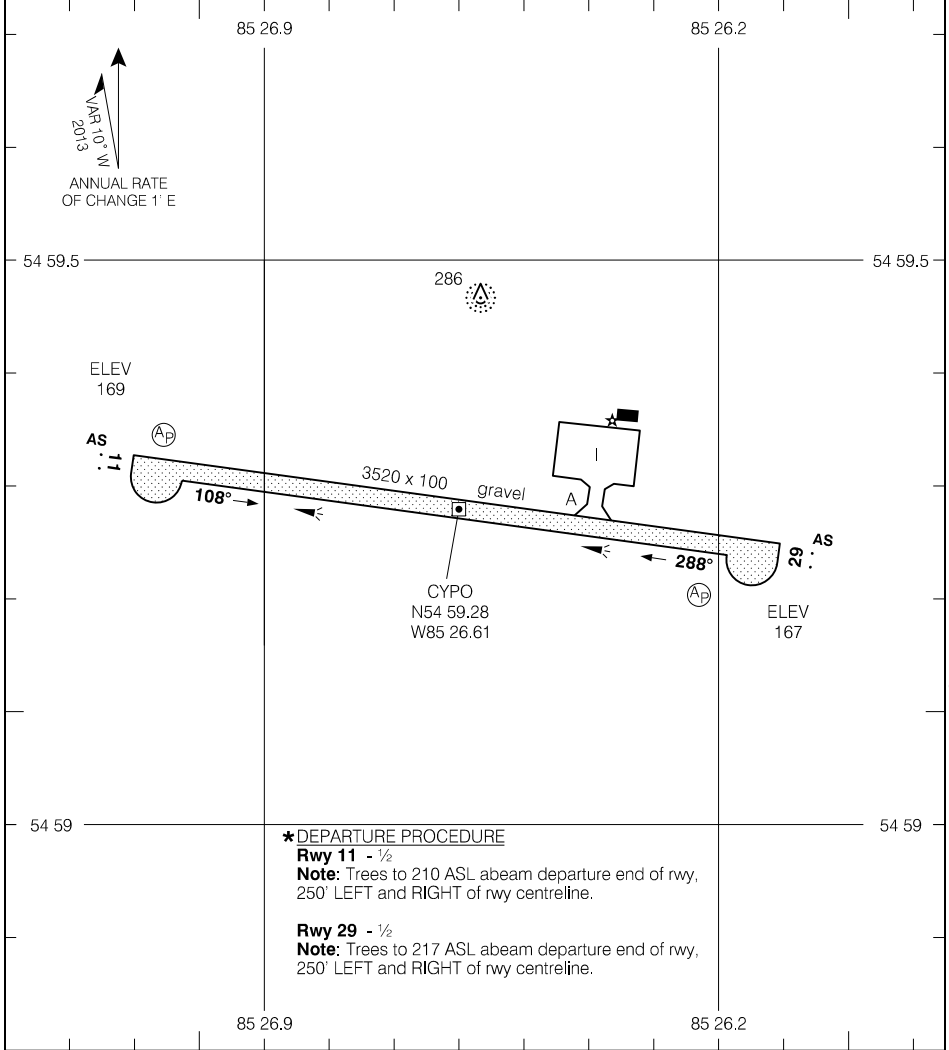 85 26.9
85 26.2
VAR 10° W
2013
ANNUAL RATE
OF CHANGE 1' E
54 59.5
54 59.5
286
ELEV
169
AS
11
AP
108°
3520 x 100
gravel
A
I
CYPO
N54 59.28
W85 26.61
288°
AP
29
AS
ELEV
167
54 59
54 59
*DEPARTURE PROCEDURE
Rwy 11 - ½
Note: Trees to 210 ASL abeam departure end of rwy,
250' LEFT and RIGHT of rwy centreline.
Rwy 29 - ½
Note: Trees to 217 ASL abeam departure end of rwy,
250' LEFT and RIGHT of rwy centreline.
85 26.9
85 26.2